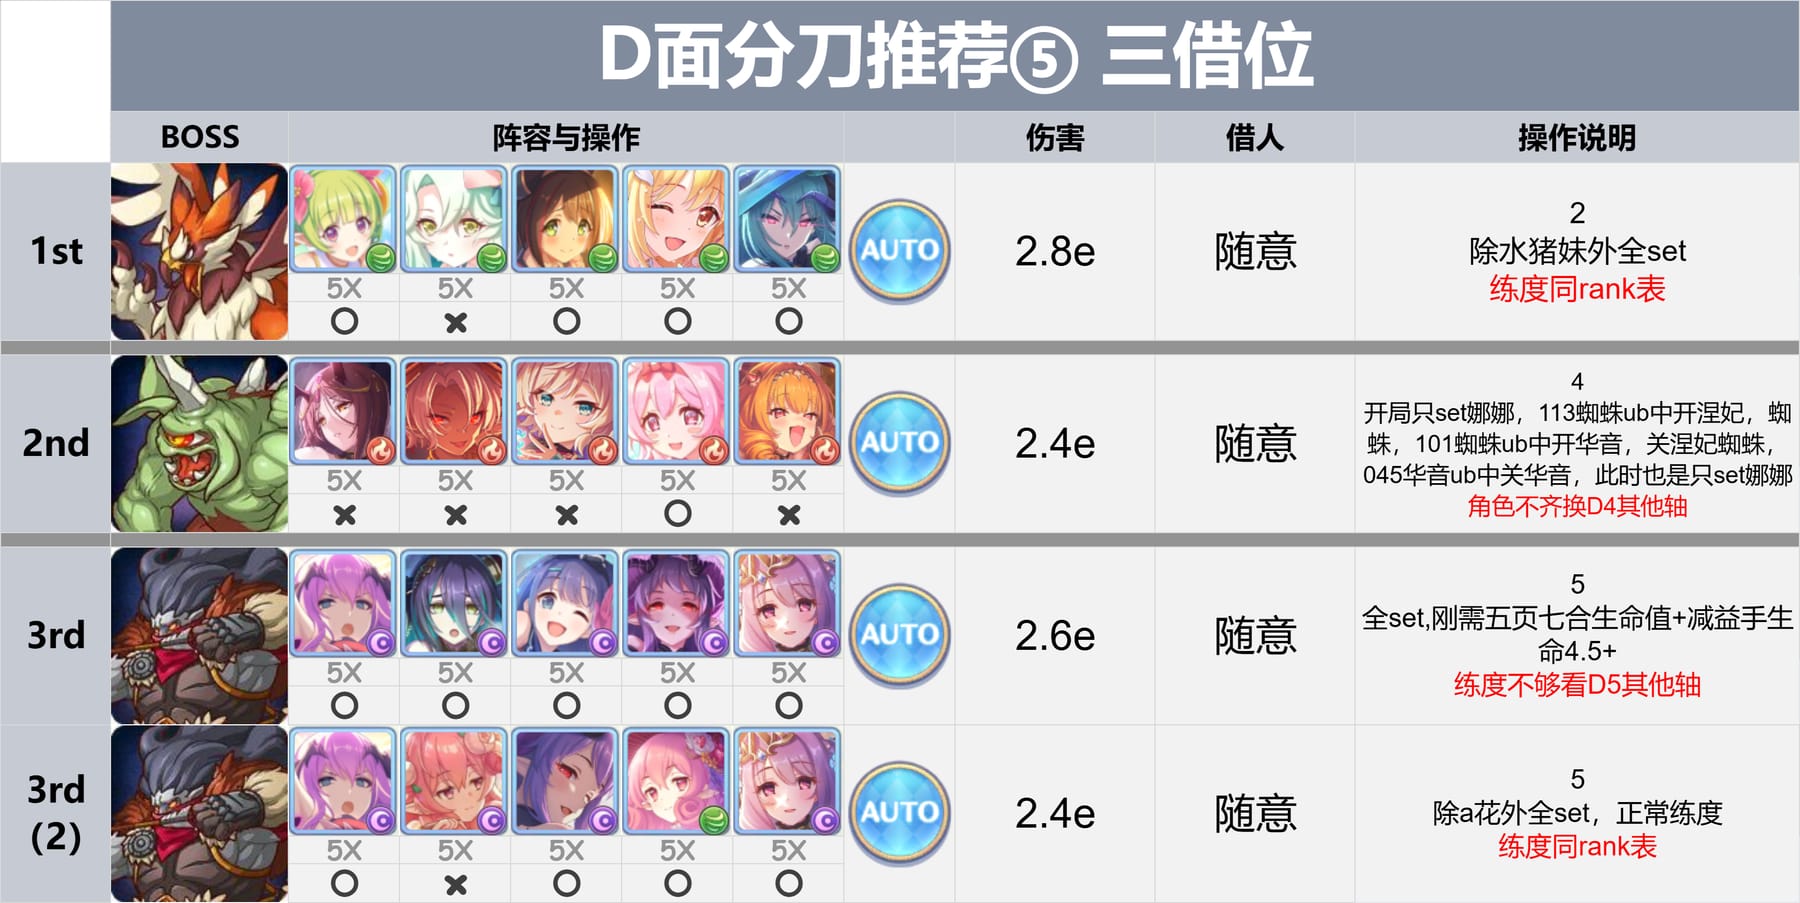 D面分刀推荐⑤ 三借位
BOSS 阵容与操作 伤害 借人 操作说明
1st
5X 5X 5X 5X 5X
AUTO
2.8e
随意
2
除水猪妹外全set
练度同rank表
2nd
5X 5X 5X 5X 5X
AUTO
2.4e
随意
4
开局只set娜娜，113蜘蛛ub中开涅妃，蜘
蛛，101蜘蛛ub中开华音，关涅妃蜘蛛，
045华音ub中关华音，此时也是只set娜娜
角色不齐换D4其他轴
3rd
5X 5X 5X 5X 5X
AUTO
2.6e
随意
5
全set,刚需五页七合生命值+减益手生
命4.5+
练度不够看D5其他轴
3rd
(2)
5X 5X 5X 5X 5X
AUTO
2.4e
随意
5
除a花外全set，正常练度
练度同rank表